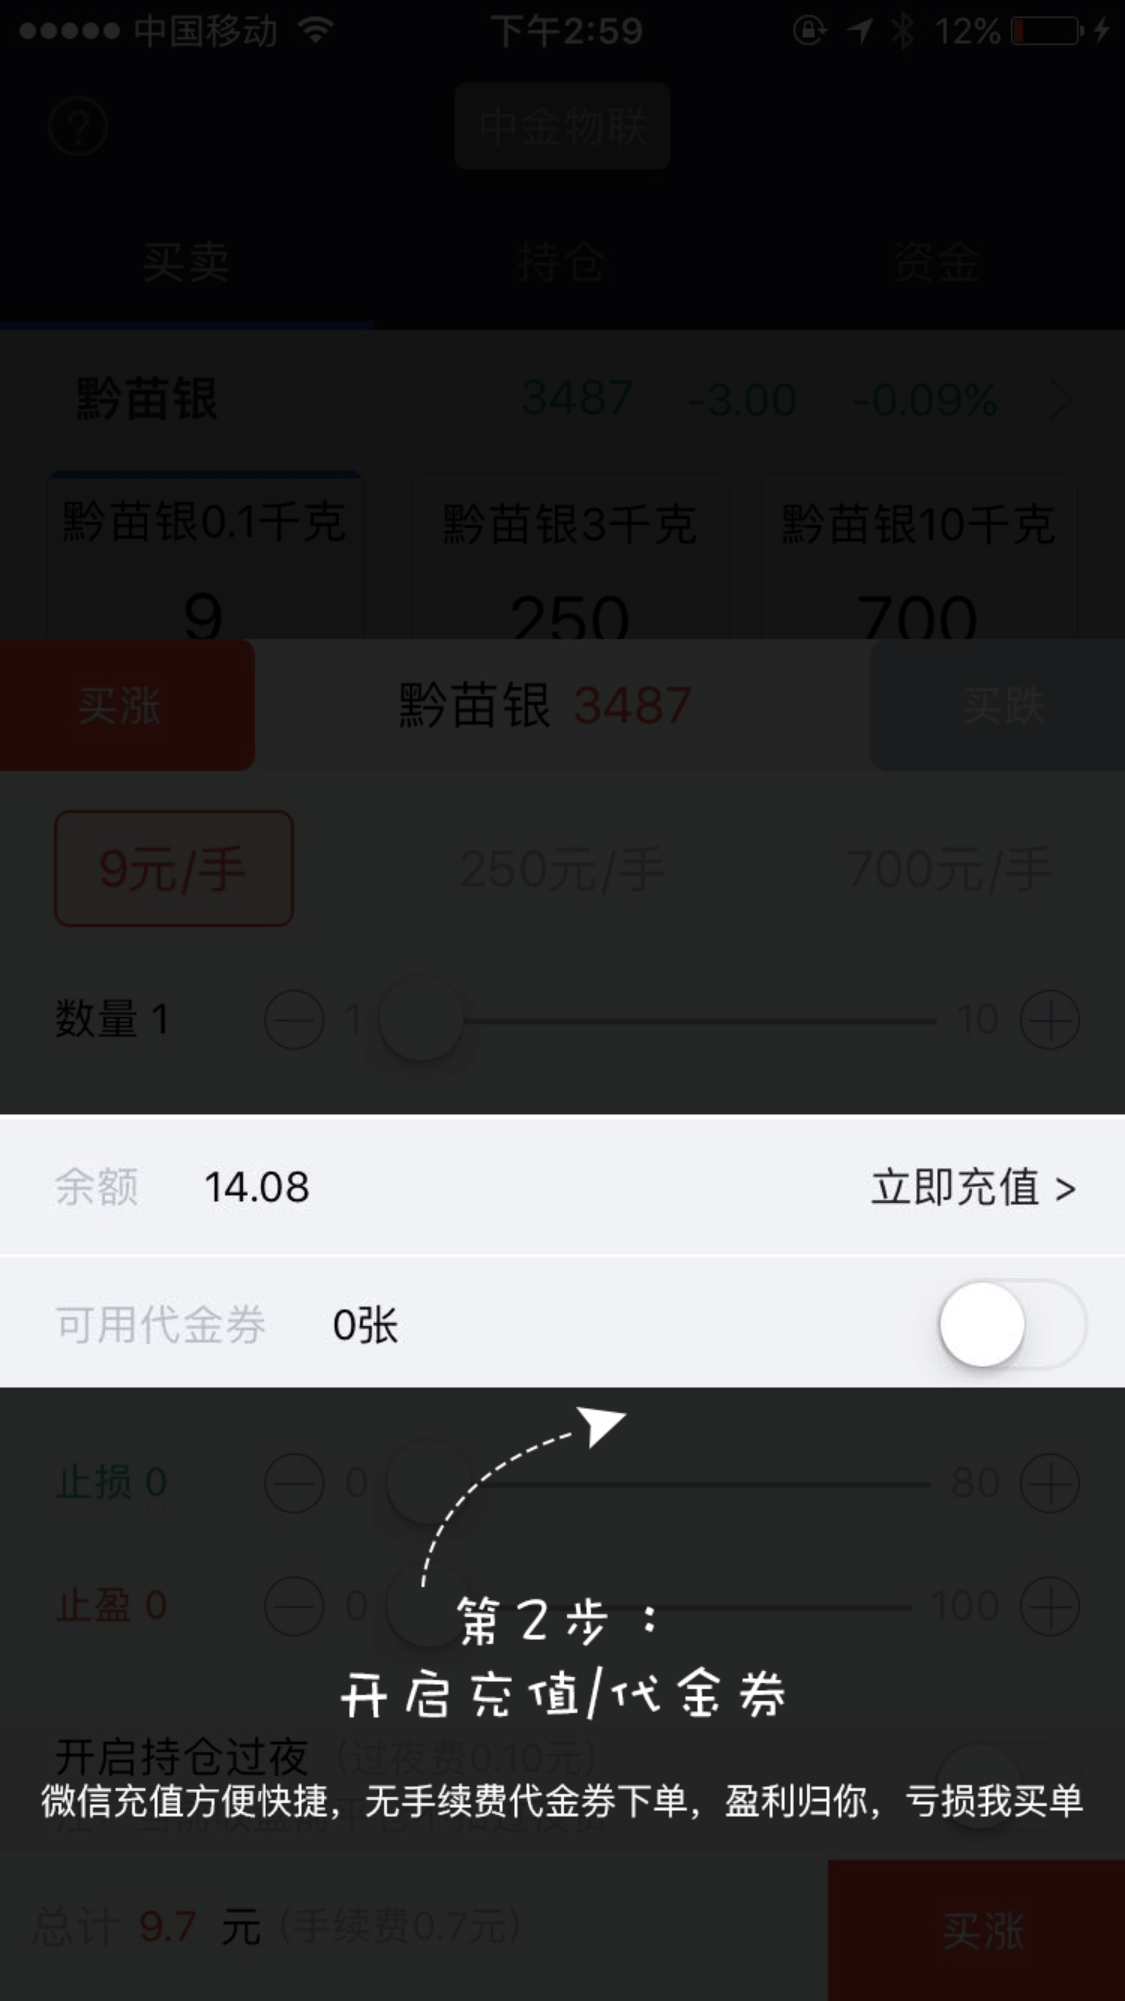 中国移动 下午2:59 12%
?
中金物联
买卖 持仓 资金
黔苗银 3487 -3.00 -0.09% >
黔苗银0.1千克 黔苗银3千克 黔苗银10千克
9 250 700
买涨 黔苗银 3487 买跌
9元/手 250元/手 700元/手
数量 1 1 10
余额 14.08 立即充值 >
可用代金券 0张
止损 0 0 80
止盈 0 0 100
第2步：
开启充值/代金券
开启持仓过夜 (过夜费0.10元)
微信充值方便快捷，无手续费代金券下单，盈利归你，亏损我买单
总计 9.7 元 (手续费0.7元) 买涨